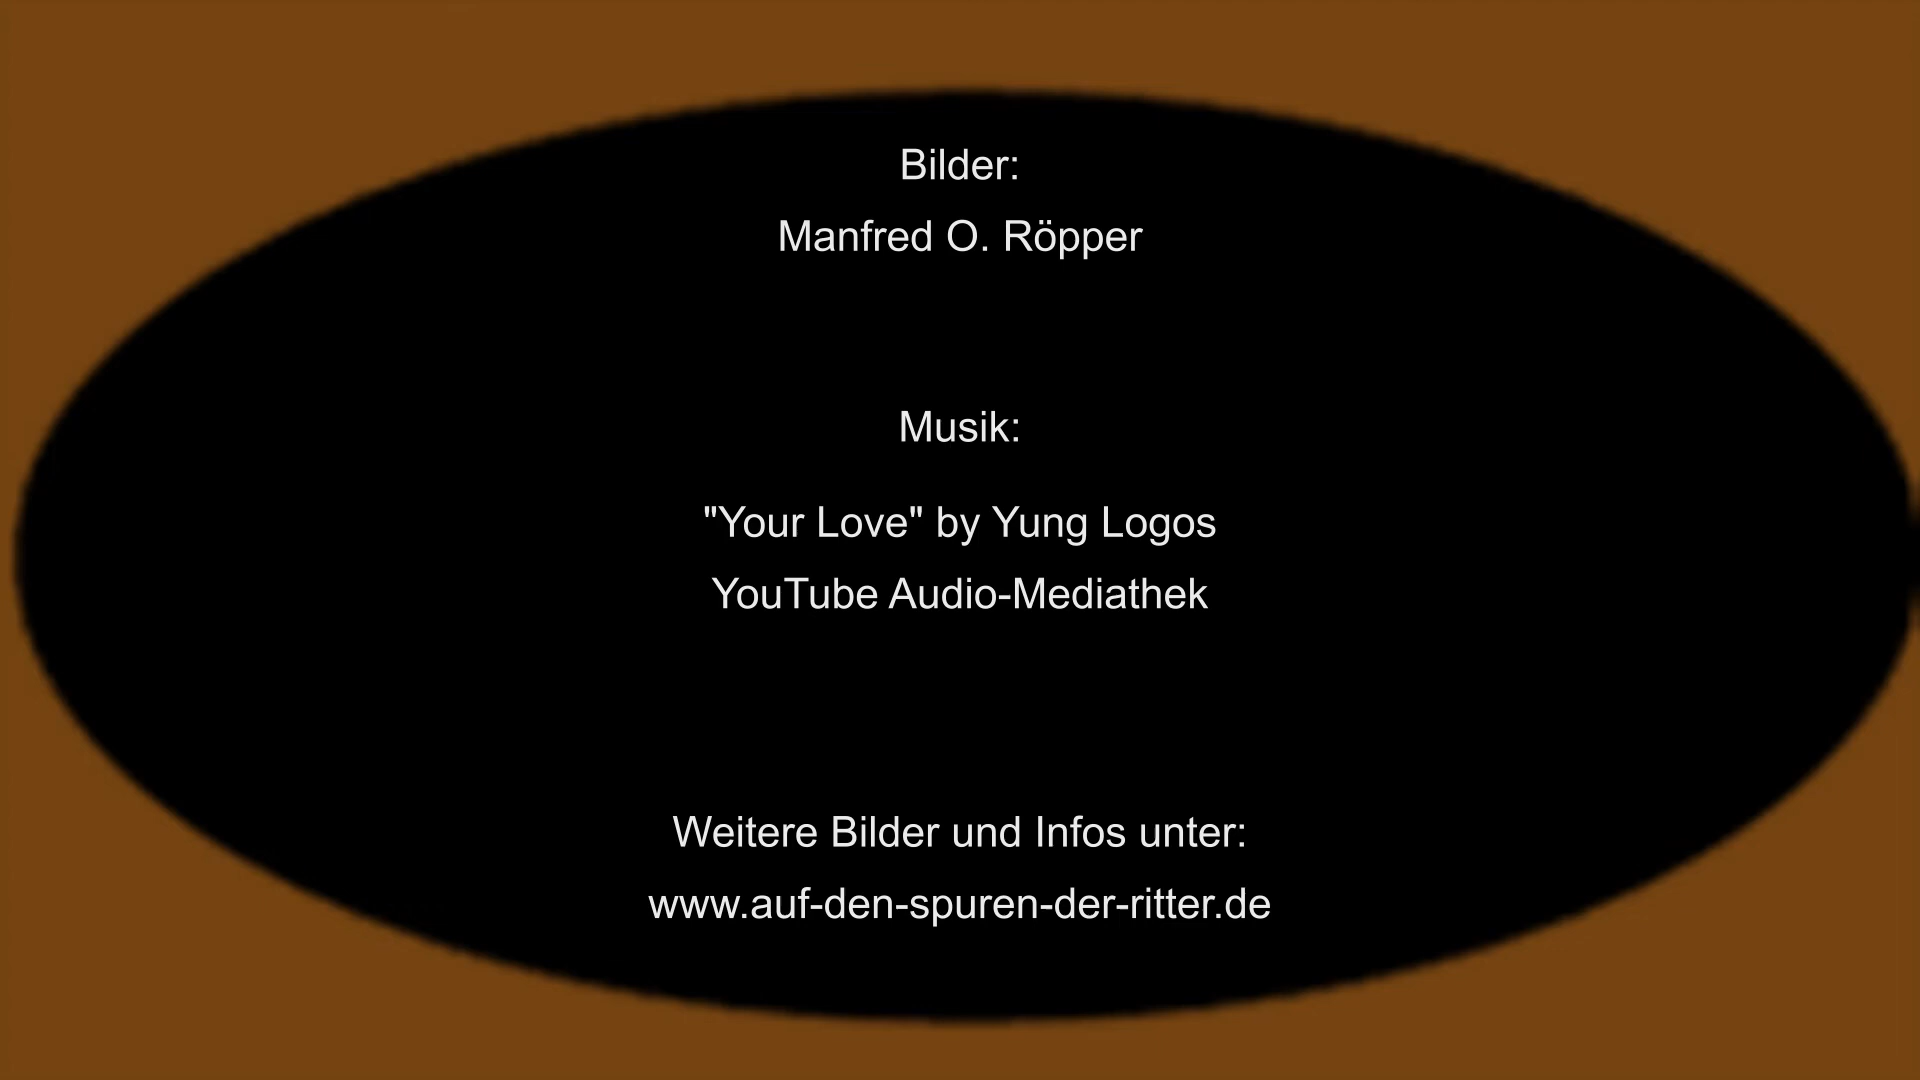 Bilder:
Manfred O. Röpper
Musik:
"Your Love" by Yung Logos
YouTube Audio-Mediathek
Weitere Bilder und Infos unter:
www.auf-den-spuren-der-ritter.de